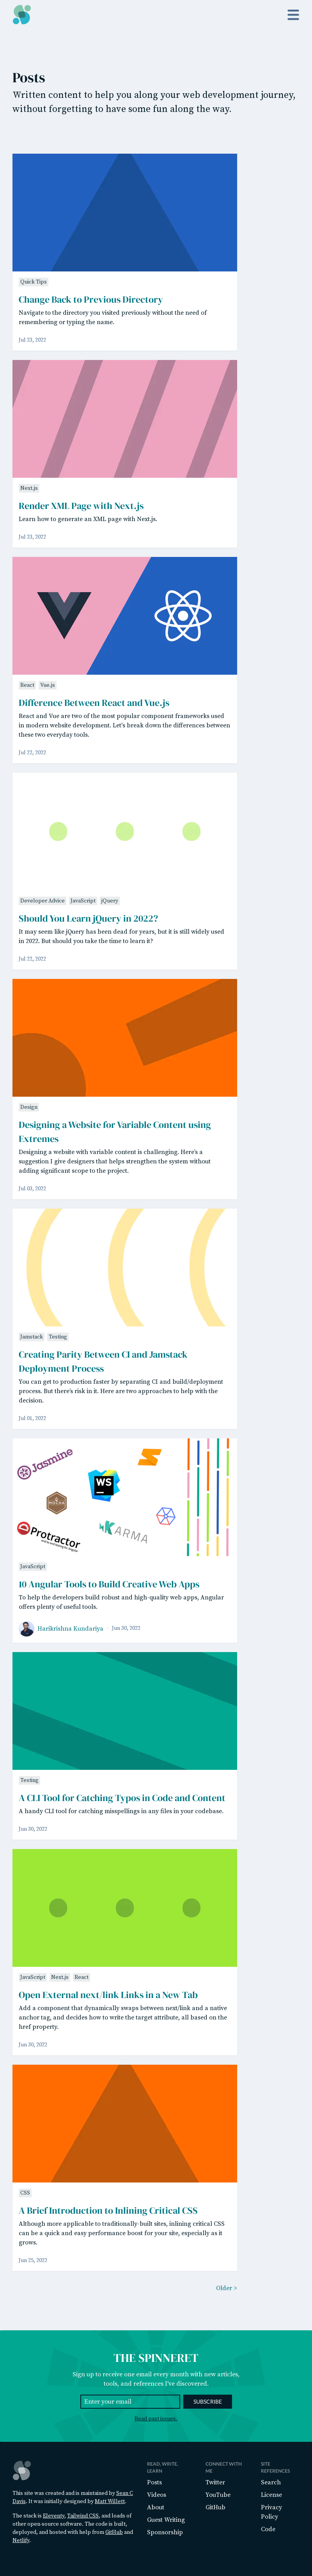 Posts
Written content to help you along your web development journey,
without forgetting to have some fun along the way.
Quick Tips
Change Back to Previous Directory
Navigate to the directory you visited previously without the need of
remembering or typing the name.
Jul 23, 2022
Next.js
Render XML Page with Next.js
Learn how to generate an XML page with Next.js.
Jul 23, 2022
React Vue.js
Difference Between React and Vue.js
React and Vue are two of the most popular component frameworks used
in modern website development. Let's break down the differences between
these two everyday tools.
Jul 22, 2022
Developer Advice JavaScript jQuery
Should You Learn jQuery in 2022?
It may seem like jQuery has been dead for years, but it is still widely used
in 2022. But should you take the time to learn it?
Jul 22, 2022
Design
Designing a Website for Variable Content using
Extremes
Designing a website with variable content is challenging. Here's a
suggestion I give designers that helps strengthen the system without
adding significant scope to the project.
Jul 03, 2022
Jamstack Testing
Creating Parity Between CI and Jamstack
Deployment Process
You can get to production faster by separating CI and build/deployment
process. But there's risk in it. Here are two approaches to help with the
decision.
Jul 01, 2022
Jasmine
WS
MOCHA
Protractor
KARMA
JavaScript
10 Angular Tools to Build Creative Web Apps
To help the developers build robust and high-quality web apps, Angular
offers plenty of useful tools.
Harikrishna Kundariya · Jun 30, 2022
Testing
A CLI Tool for Catching Typos in Code and Content
A handy CLI tool for catching misspellings in any files in your codebase.
Jun 30, 2022
JavaScript Next.js React
Open External next/link Links in a New Tab
Add a component that dynamically swaps between next/link and a native
anchor tag, and decides how to write the target attribute, all based on the
href property.
Jun 30, 2022
CSS
A Brief Introduction to Inlining Critical CSS
Although more applicable to traditionally-built sites, inlining critical CSS
can be a quick and easy performance boost for your site, especially as it
grows.
Jun 25, 2022
Older >
THE SPINNERET
Sign up to receive one email every month with new articles,
tools, and references I've discovered.
Enter your email
SUBSCRIBE
Read past issues.
This site was created and is maintained by Sean C
Davis. It was initially designed by Matt Willett.
The stack is Eleventy, Tailwind CSS, and loads of
other open source software. The code is built,
deployed, and hosted with help from GitHub and
Netlify.
READ, WRITE,
LEARN
Posts
Videos
About
Guest Writing
Sponsorship
CONNECT WITH
ME
Twitter
YouTube
GitHub
SITE
REFERENCES
Search
License
Privacy
Policy
Code